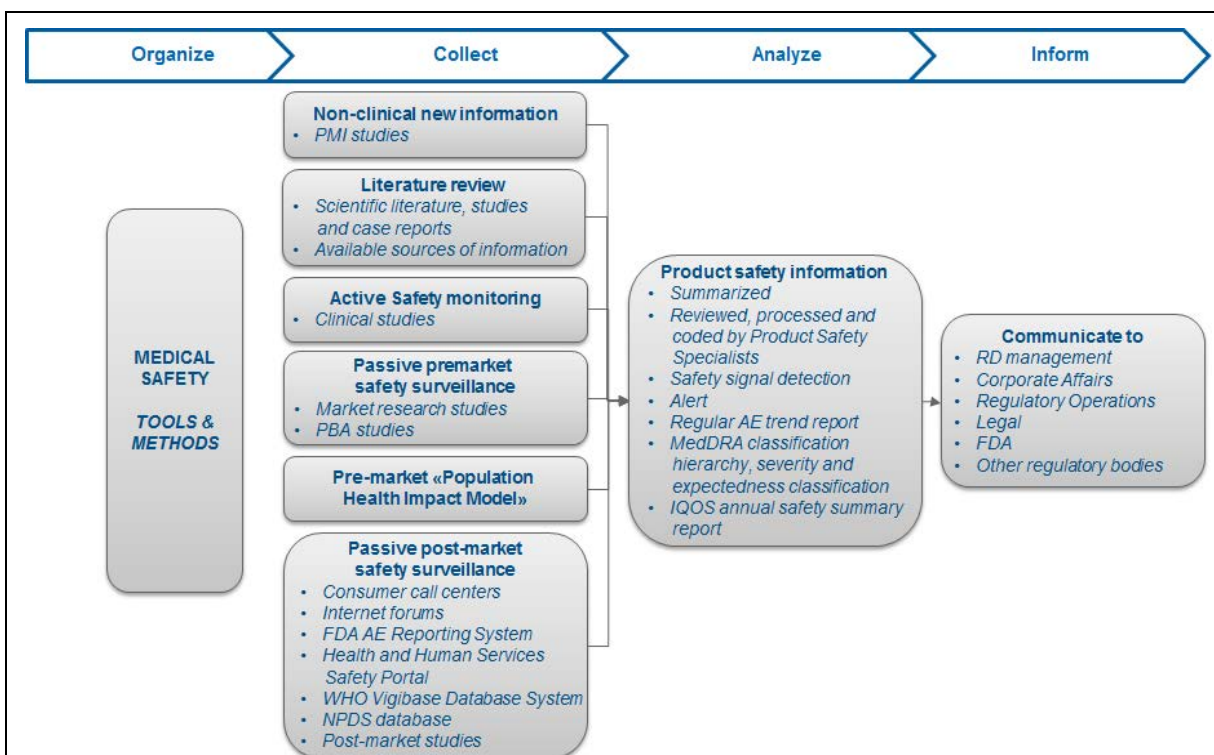 Organize
Collect
Analyze
Inform
MEDICAL
SAFETY
TOOLS &
METHODS
Non-clinical new information
• PMI studies
Literature review
• Scientific literature, studies
and case reports
• Available sources of information
Active Safety monitoring
• Clinical studies
Passive premarket
safety surveillance
• Market research studies
• PBA studies
Pre-market «Population
Health Impact Model»
Passive post-market
safety surveillance
• Consumer call centers
• Internet forums
• FDA AE Reporting System
• Health and Human Services
Safety Portal
• WHO Vigibase Database System
• NPDS database
• Post-market studies
Product safety information
• Summarized
• Reviewed, processed and
coded by Product Safety
Specialists
• Safety signal detection
• Alert
• Regular AE trend report
• MedDRA classification
hierarchy, severity and
expectedness classification
• IQOS annual safety summary
report
Communicate to
• RD management
• Corporate Affairs
• Regulatory Operations
• Legal
• FDA
• Other regulatory bodies